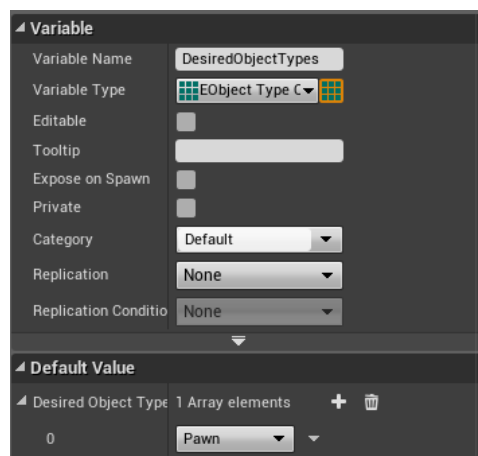 Variable
Variable Name DesiredObjectTypes
Variable Type EObject Type C
Editable
Tooltip
Expose on Spawn
Private
Category Default
Replication None
Replication Conditio None
Default Value
Desired Object Type 1 Array elements
0 Pawn